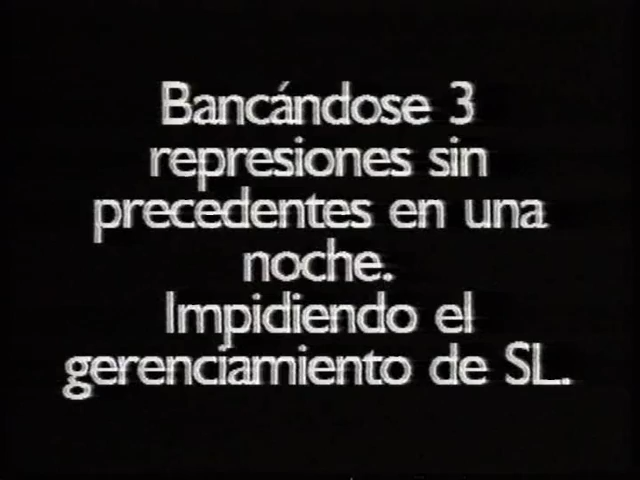 Bancándose 3
represiones sin
precedentes en una
noche.
Impidiendo el
gerenciamiento de SL.